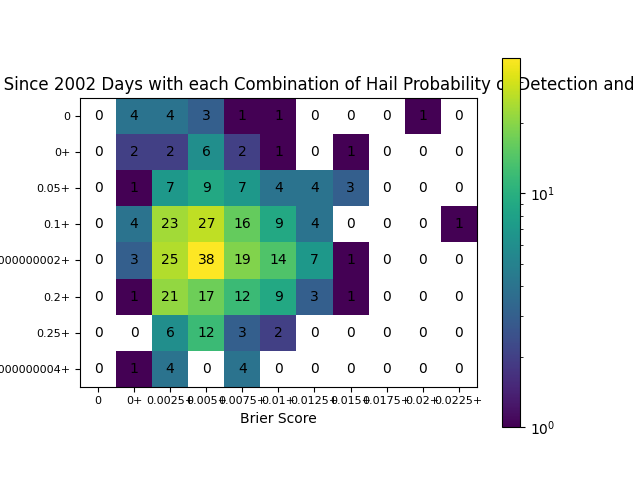 Since 2002 Days with each Combination of Hail Probability of Detection and
0 0 4 4 3 1 1 0 0 0 1 0
0+ 0 2 2 6 2 1 0 1 0 0 0
0.05+ 0 1 7 9 7 4 4 3 0 0 0
0.1+ 0 4 23 27 16 9 4 0 0 0 1
000000002+ 0 3 25 38 19 14 7 1 0 0 0
0.2+ 0 1 21 17 12 9 3 1 0 0 0
0.25+ 0 0 6 12 3 2 0 0 0 0 0
000000004+ 0 1 4 0 4 0 0 0 0 0 0
0 0+ 0.0025+ 0.005+ 0.0075+ 0.01+ 0.0125+ 0.015+ 0.0175+ 0.02+ 0.0225+
Brier Score
10¹
10⁰